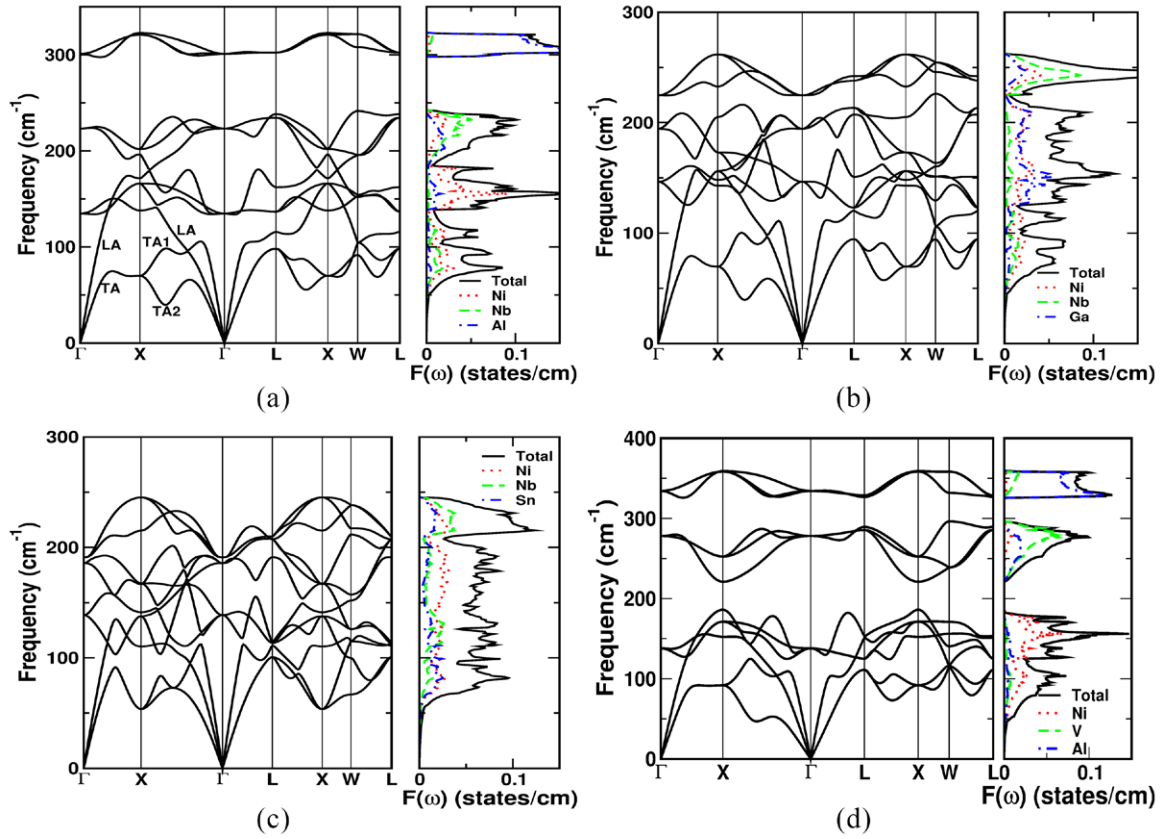 Frequency (cm⁻¹)
300
200
100
0
LA
TA
TA1
LA
TA2
Γ X Γ L X W L
Total
Ni
Nb
Al
0 0.1
F(ω) (states/cm)
(a)
Frequency (cm⁻¹)
300
250
200
150
100
50
0
Γ X Γ L X W L
Total
Ni
Nb
Ga
0 0.1
F(ω) (states/cm)
(b)
Frequency (cm⁻¹)
300
200
100
0
Γ X Γ L X W L
Total
Ni
Nb
Sn
0 0.1
F(ω) (states/cm)
(c)
Frequency (cm⁻¹)
400
300
200
100
0
Γ X Γ L X W L
Total
Ni
V
Al
0 0.1
F(ω) (states/cm)
(d)